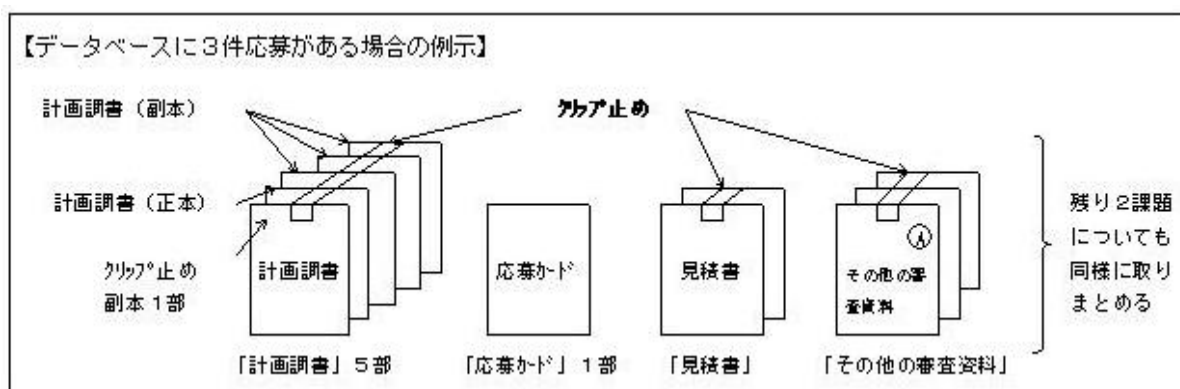 【データベースに３件応募がある場合の例示】
計画調書（副本）
ｸﾘｯﾌﾟ止め
計画調書（正本）
ｸﾘｯﾌﾟ止め
副本１部
計画調書
応募ｶｰﾄﾞ
見積書
その他の審
査資料
残り２課題
についても
同様に取り
まとめる
「計画調書」５部
「応募ｶｰﾄﾞ」１部
「見積書」
「その他の審査資料」